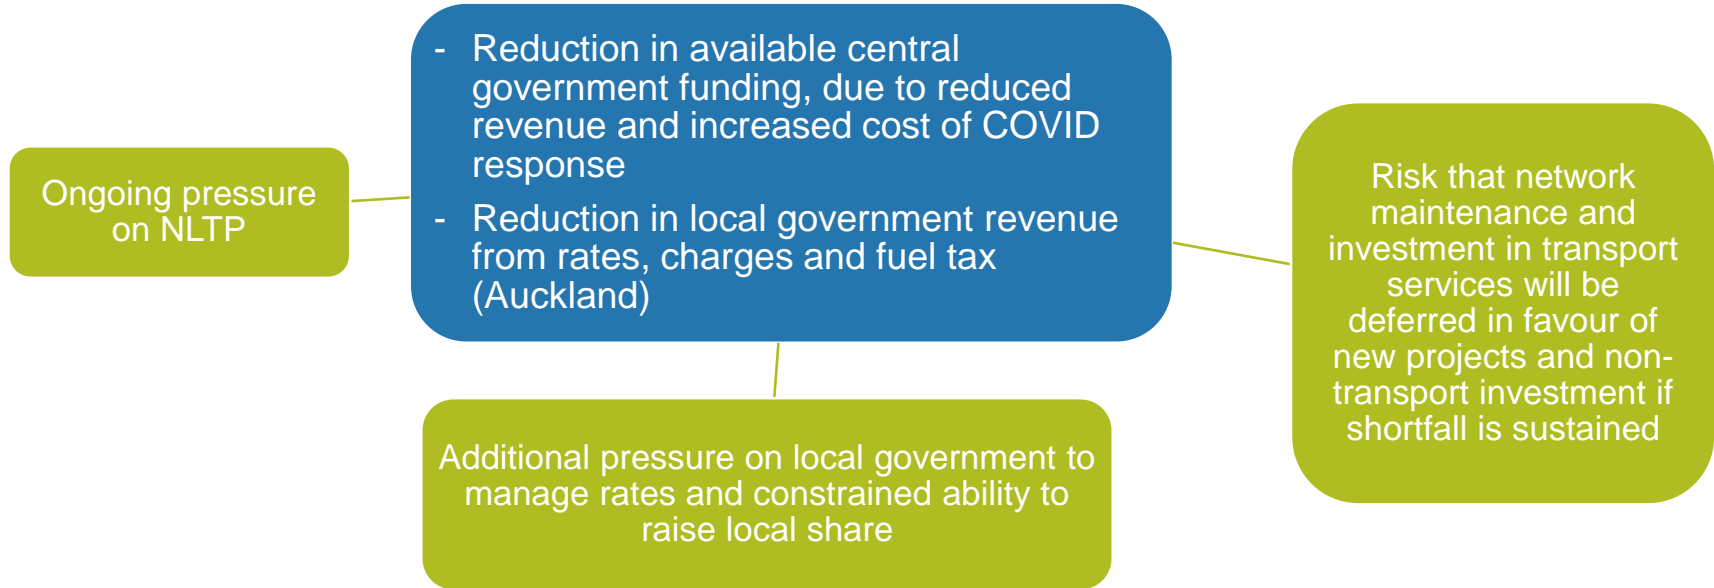 Ongoing pressure
on NLTP
- Reduction in available central
government funding, due to reduced
revenue and increased cost of COVID
response
- Reduction in local government revenue
from rates, charges and fuel tax
(Auckland)
Additional pressure on local government to
manage rates and constrained ability to
raise local share
Risk that network
maintenance and
investment in transport
services will be
deferred in favour of
new projects and non-
transport investment if
shortfall is sustained